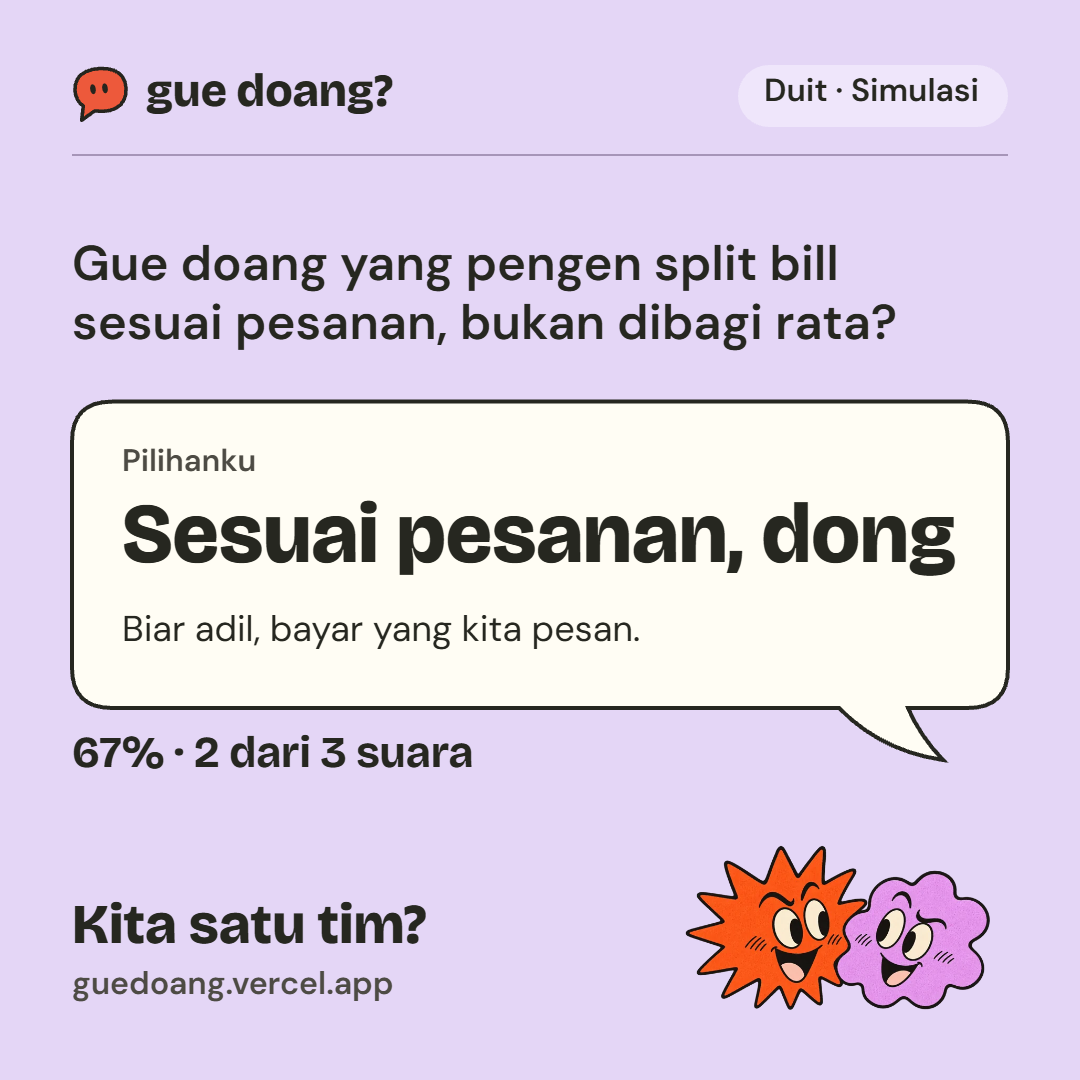 gue doang?
Duit · Simulasi
Gue doang yang pengen split bill
sesuai pesanan, bukan dibagi rata?
Pilihanku
Sesuai pesanan, dong
Biar adil, bayar yang kita pesan.
67% · 2 dari 3 suara
Kita satu tim?
guedoang.vercel.app